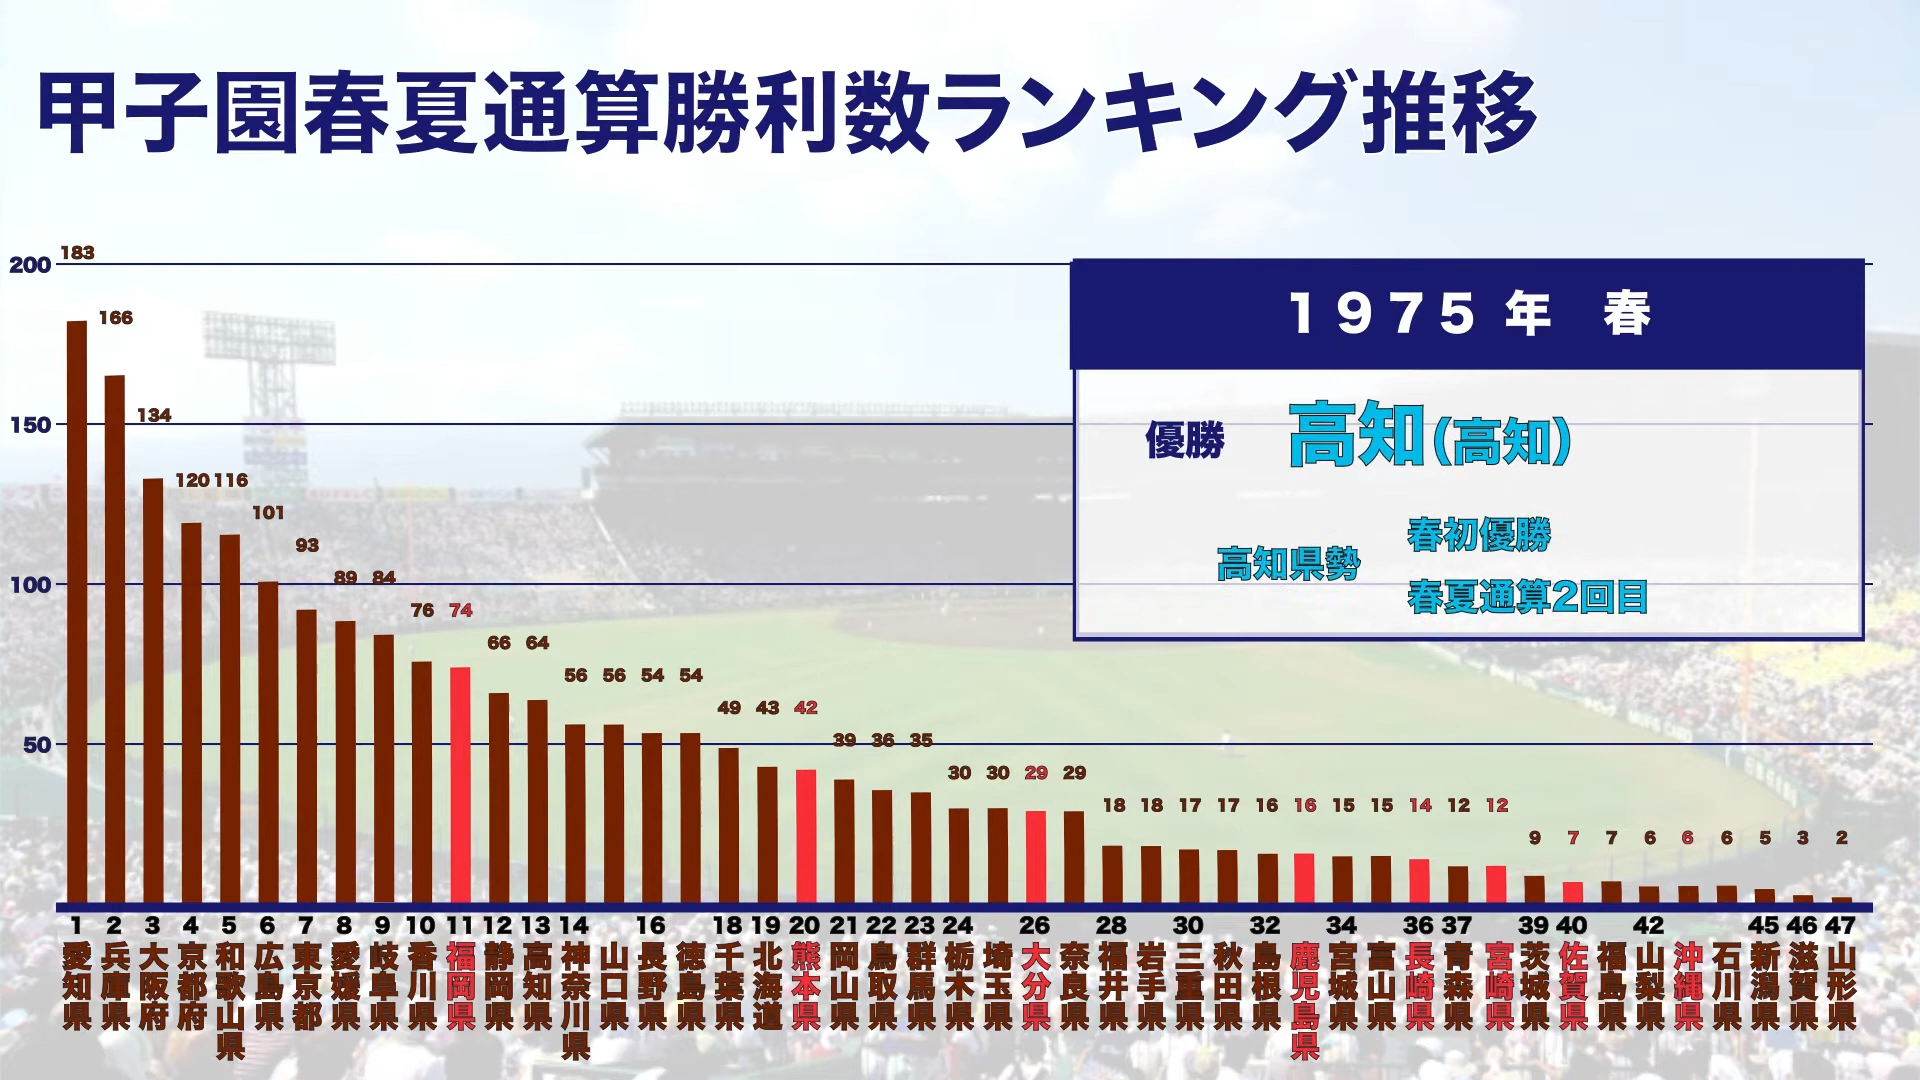 甲子園春夏通算勝利数ランキング推移
1975年 春
優勝 高知(高知)
高知県勢
春初優勝
春夏通算2回目
200
150
100
50
183 166 134 120 116 101 93 89 84 76 74 66 64 56 56 54 54 49 43 42 39 36 35 30 30 29 29 18 18 17 17 16 16 15 15 14 12 12 9 7 7 6 6 6 5 3 2
1 2 3 4 5 6 7 8 9 10 11 12 13 14 16 18 19 20 21 22 23 24 26 28 30 32 34 36 37 39 40 42 45 46 47
愛知県
兵庫県
大阪府
京都府
和歌山県
広島県
東京都
愛媛県
岐阜県
香川県
福岡県
静岡県
高知県
神奈川県
山口県
長野県
徳島県
千葉県
北海道
熊本県
岡山県
鳥取県
群馬県
栃木県
埼玉県
大分県
奈良県
福井県
岩手県
三重県
秋田県
島根県
鹿児島県
宮城県
富山県
長崎県
青森県
宮崎県
茨城県
佐賀県
福島県
山梨県
沖縄県
石川県
新潟県
滋賀県
山形県